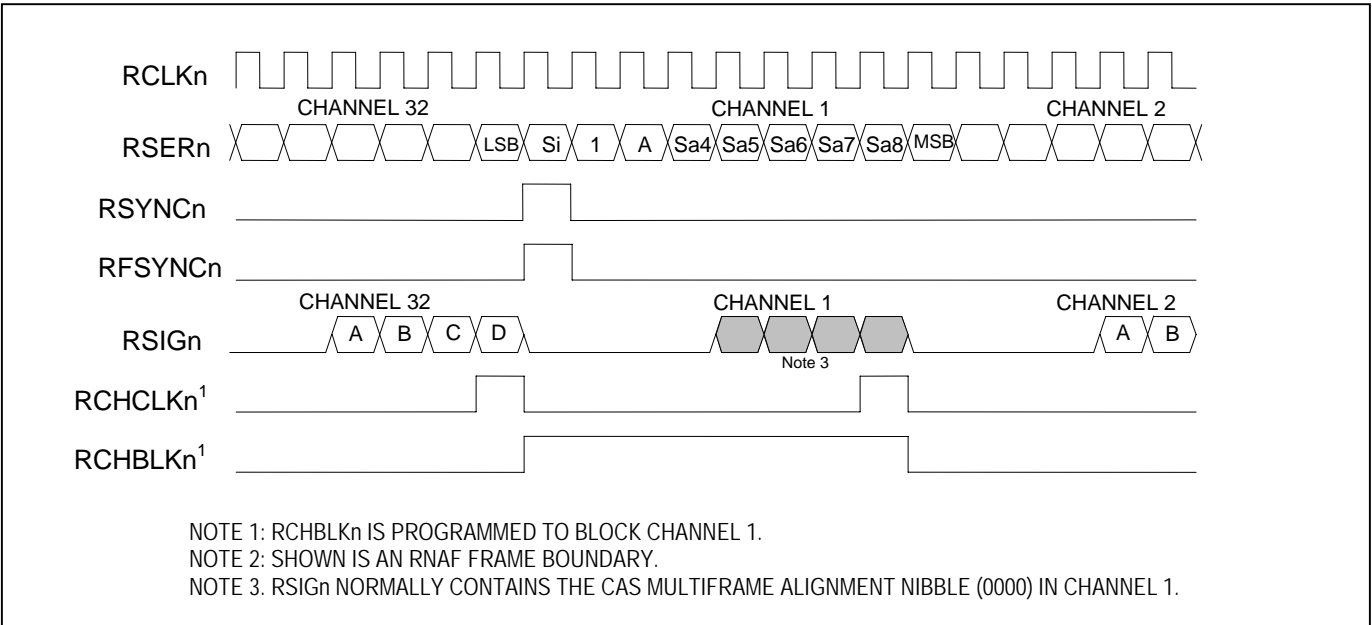 RCLKn
CHANNEL 32 CHANNEL 1 CHANNEL 2
RSERn LSB Si 1 A Sa4 Sa5 Sa6 Sa7 Sa8 MSB
RSYNCn
RFSYNCn
CHANNEL 32 CHANNEL 1 CHANNEL 2
RSIGn A B C D A B
Note 3
RCHCLKn¹
RCHBLKn¹
NOTE 1: RCHBLKn IS PROGRAMMED TO BLOCK CHANNEL 1.
NOTE 2: SHOWN IS AN RNAF FRAME BOUNDARY.
NOTE 3. RSIGn NORMALLY CONTAINS THE CAS MULTIFRAME ALIGNMENT NIBBLE (0000) IN CHANNEL 1.